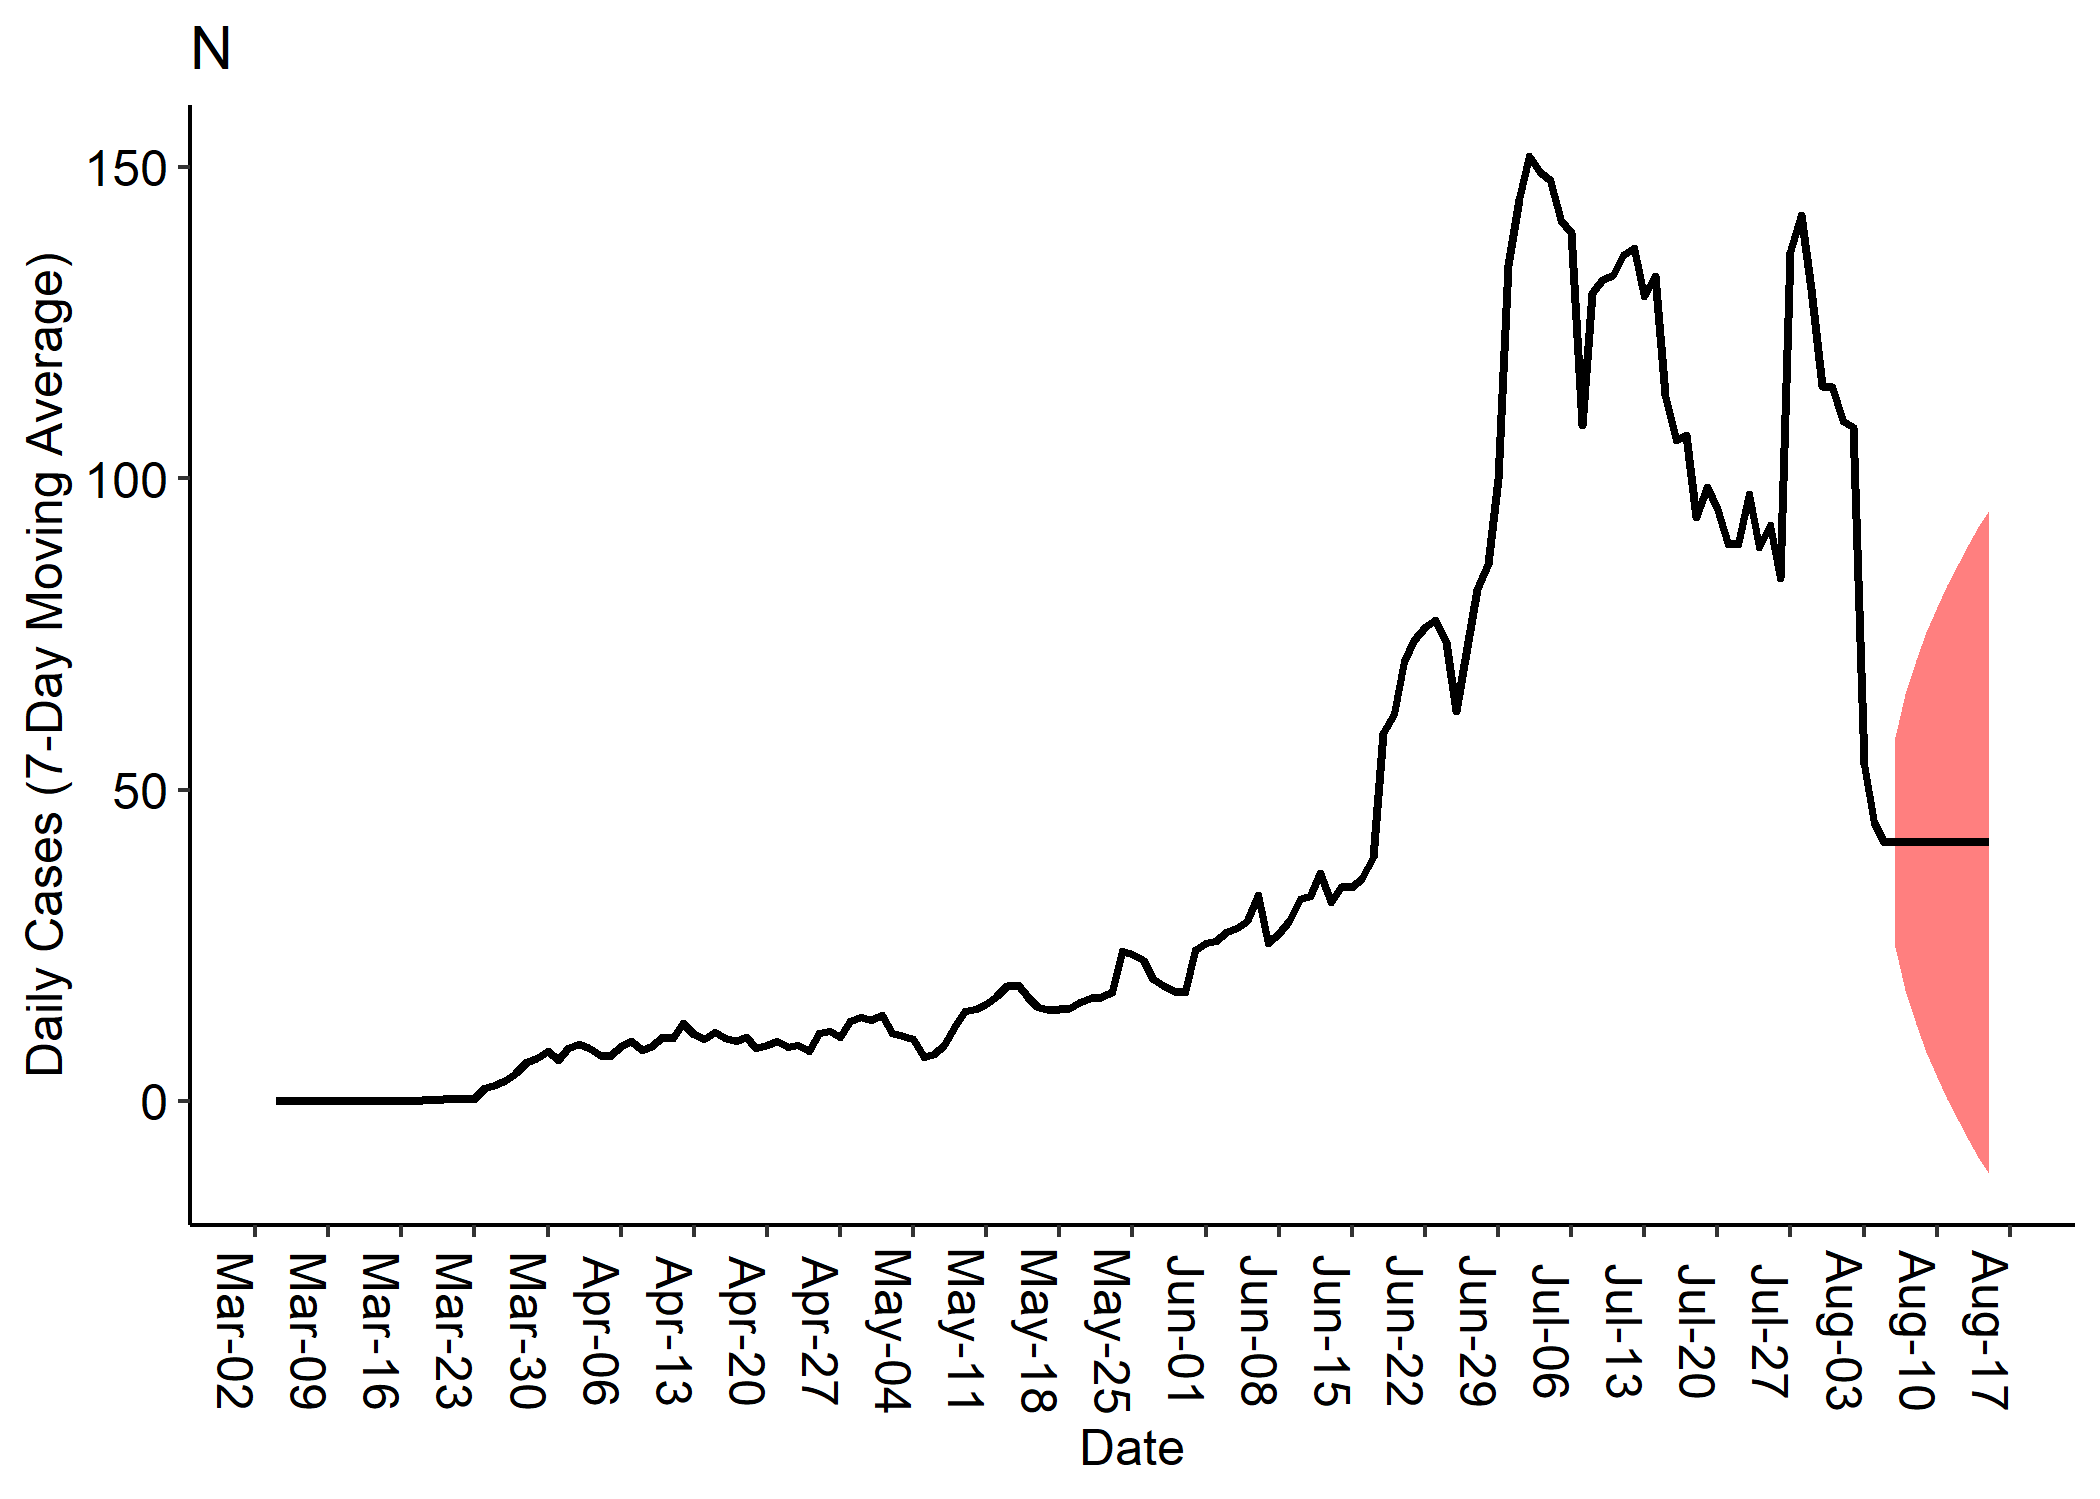 N
Daily Cases (7-Day Moving Average)
150
100
50
0
Mar-02
Mar-09
Mar-16
Mar-23
Mar-30
Apr-06
Apr-13
Apr-20
Apr-27
May-04
May-11
May-18
May-25
Jun-01
Jun-08
Jun-15
Jun-22
Jun-29
Jul-06
Jul-13
Jul-20
Jul-27
Aug-03
Aug-10
Aug-17
Date